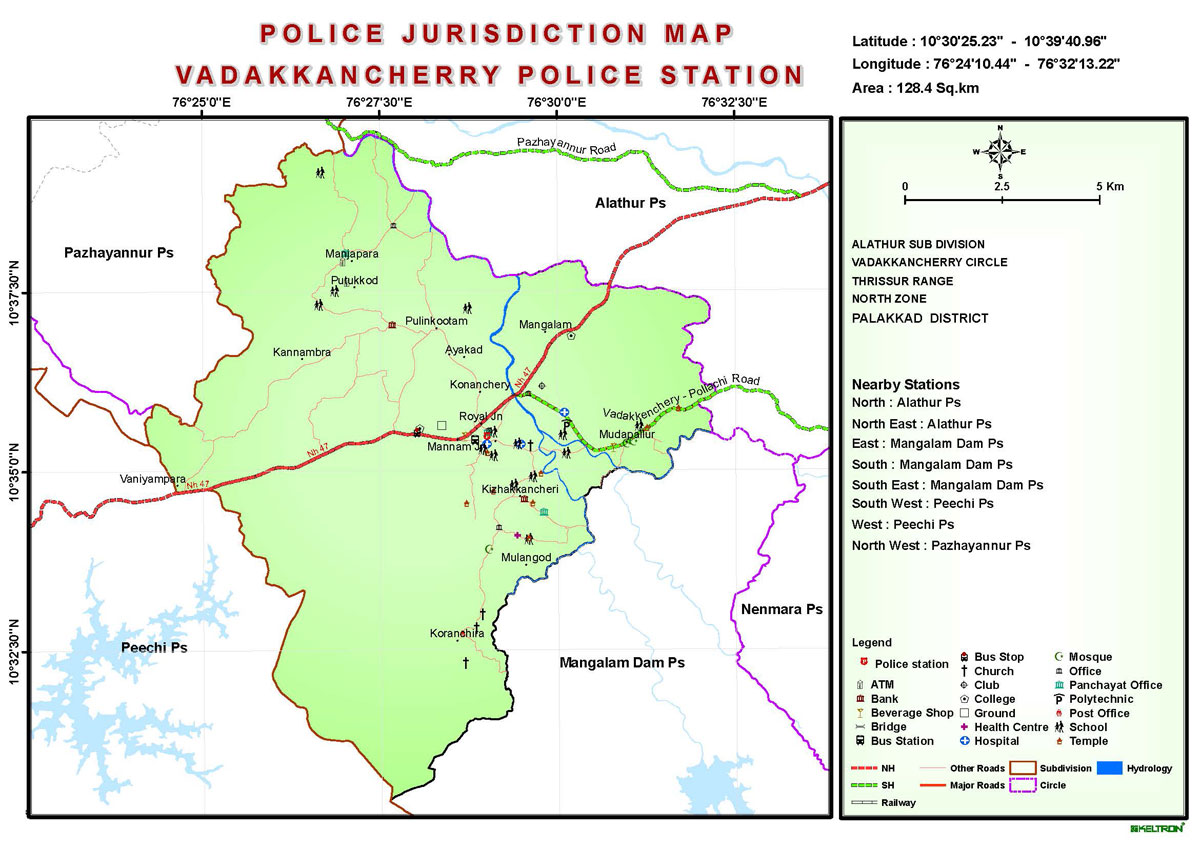 POLICE JURISDICTION MAP
VADAKKANCHERRY POLICE STATION
Latitude : 10°30'25.23" - 10°39'40.96"
Longitude : 76°24'10.44" - 76°32'13.22"
Area : 128.4 Sq.km
76°25'0"E
76°27'30"E
76°30'0"E
76°32'30"E
10°37'30"N
10°35'0"N
10°32'30"N
Pazhayannur Road
Alathur Ps
Pazhayannur Ps
Manjapara
Putukkod
Pulinkootam
Mangalam
Kannambra
Ayakad
Konanchery
Nh 47
Vadakkenchery - Pollachi Road
Royal Jn
Mannam
Mudapallur
Nh 47
Vaniyampara
Nh 47
Kizhakkancheri
Mulangod
Nenmara Ps
Koranchira
Peechi Ps
Mangalam Dam Ps
N
W E
S
0 2.5 5 Km
ALATHUR SUB DIVISION
VADAKKANCHERRY CIRCLE
THRISSUR RANGE
NORTH ZONE
PALAKKAD DISTRICT
Nearby Stations
North : Alathur Ps
North East : Alathur Ps
East : Mangalam Dam Ps
South : Mangalam Dam Ps
South East : Mangalam Dam Ps
South West : Peechi Ps
West : Peechi Ps
North West : Pazhayannur Ps
Legend
Police station
ATM
Bank
Beverage Shop
Bridge
Bus Station
Bus Stop
Church
Club
College
Ground
Health Centre
Hospital
Mosque
Office
Panchayat Office
Polytechnic
Post Office
School
Temple
NH
SH
Railway
Other Roads
Major Roads
Subdivision
Circle
Hydrology
KELTRON